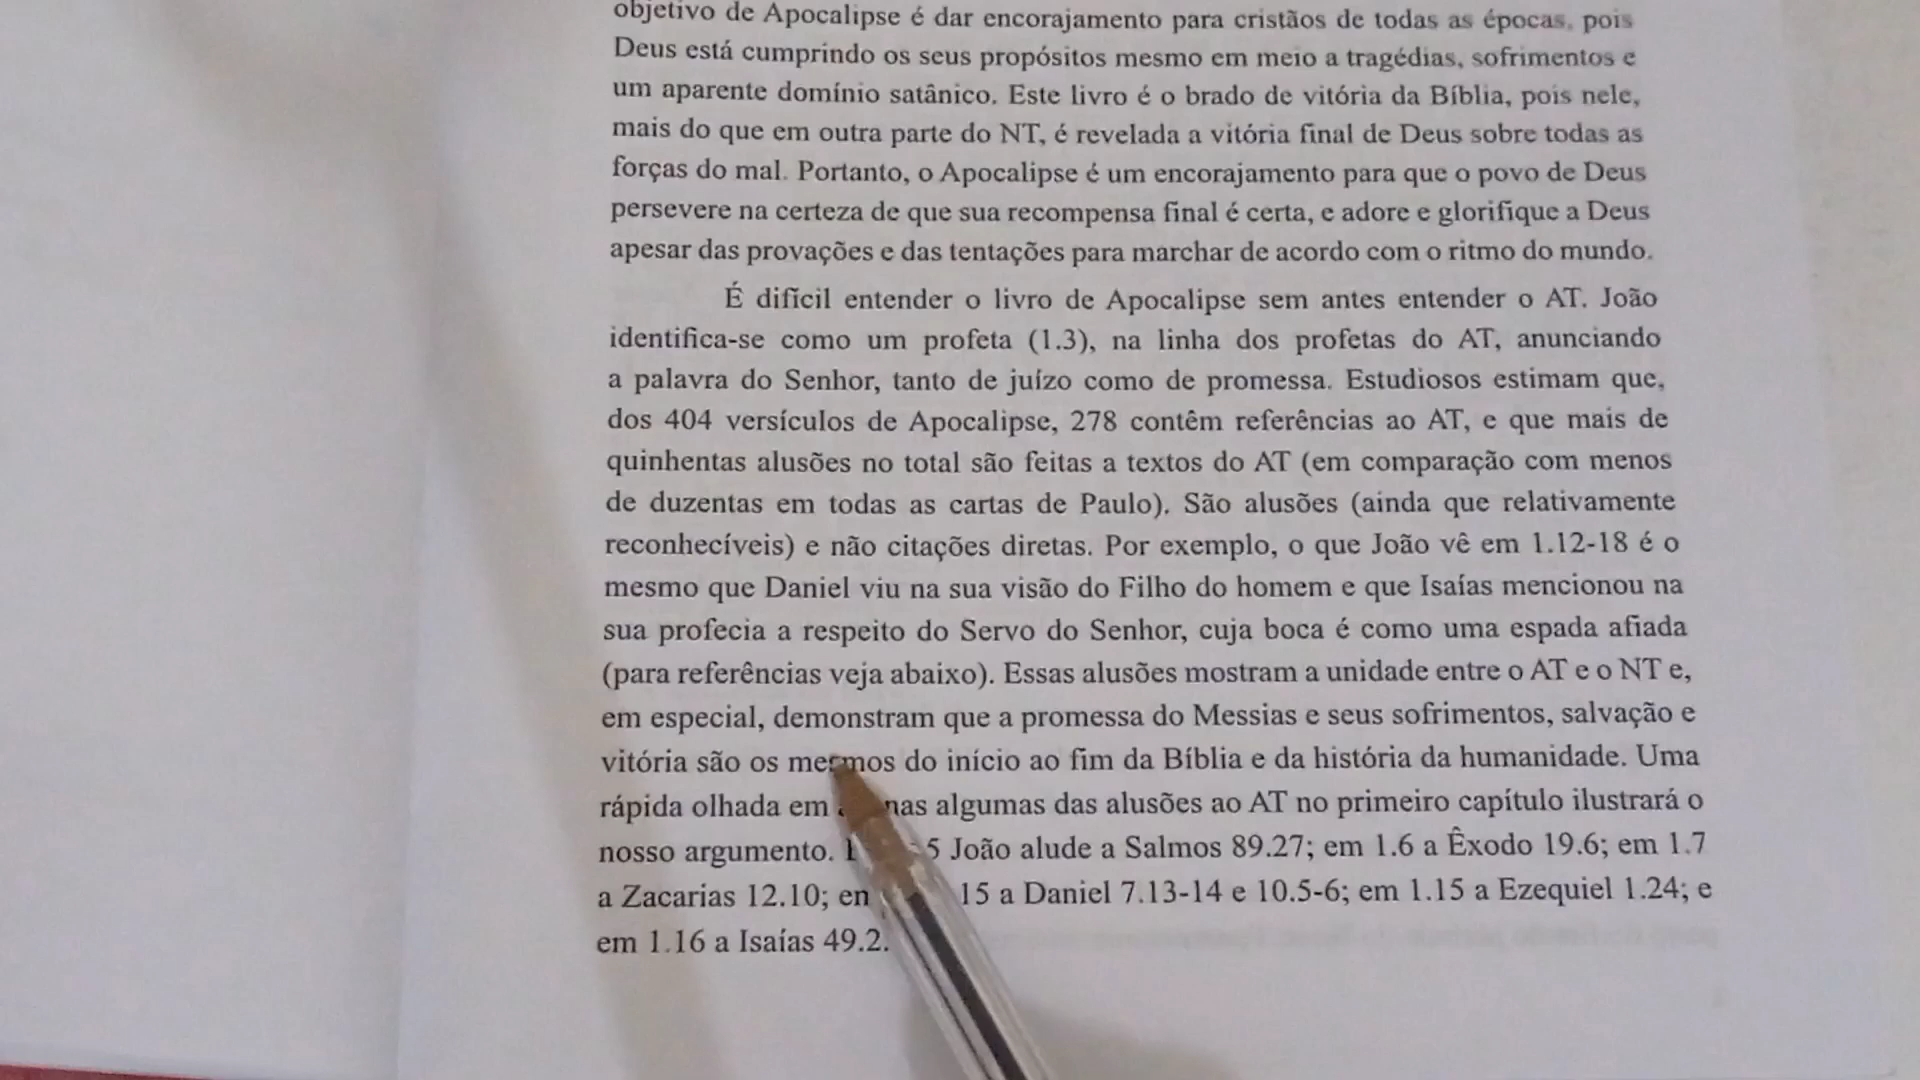 objetivo de Apocalipse é dar encorajamento para cristãos de todas as épocas, pois
Deus está cumprindo os seus propósitos mesmo em meio a tragédias, sofrimentos e
um aparente domínio satânico. Este livro é o brado de vitória da Bíblia, pois nele,
mais do que em outra parte do NT, é revelada a vitória final de Deus sobre todas as
forças do mal. Portanto, o Apocalipse é um encorajamento para que o povo de Deus
persevere na certeza de que sua recompensa final é certa, e adore e glorifique a Deus
apesar das provações e das tentações para marchar de acordo com o ritmo do mundo.
É difícil entender o livro de Apocalipse sem antes entender o AT. João
identifica-se como um profeta (1.3), na linha dos profetas do AT, anunciando
a palavra do Senhor, tanto de juízo como de promessa. Estudiosos estimam que,
dos 404 versículos de Apocalipse, 278 contêm referências ao AT, e que mais de
quinhentas alusões no total são feitas a textos do AT (em comparação com menos
de duzentas em todas as cartas de Paulo). São alusões (ainda que relativamente
reconhecíveis) e não citações diretas. Por exemplo, o que João vê em 1.12-18 é o
mesmo que Daniel viu na sua visão do Filho do homem e que Isaías mencionou na
sua profecia a respeito do Servo do Senhor, cuja boca é como uma espada afiada
(para referências veja abaixo). Essas alusões mostram a unidade entre o AT e o NT e,
em especial, demonstram que a promessa do Messias e seus sofrimentos, salvação e
vitória são os mesmos do início ao fim da Bíblia e da história da humanidade. Uma
rápida olhada em algumas das alusões ao AT no primeiro capítulo ilustrará o
nosso argumento. 5 João alude a Salmos 89.27; em 1.6 a Êxodo 19.6; em 1.7
a Zacarias 12.10; 15 a Daniel 7.13-14 e 10.5-6; em 1.15 a Ezequiel 1.24; e
em 1.16 a Isaías 49.2.